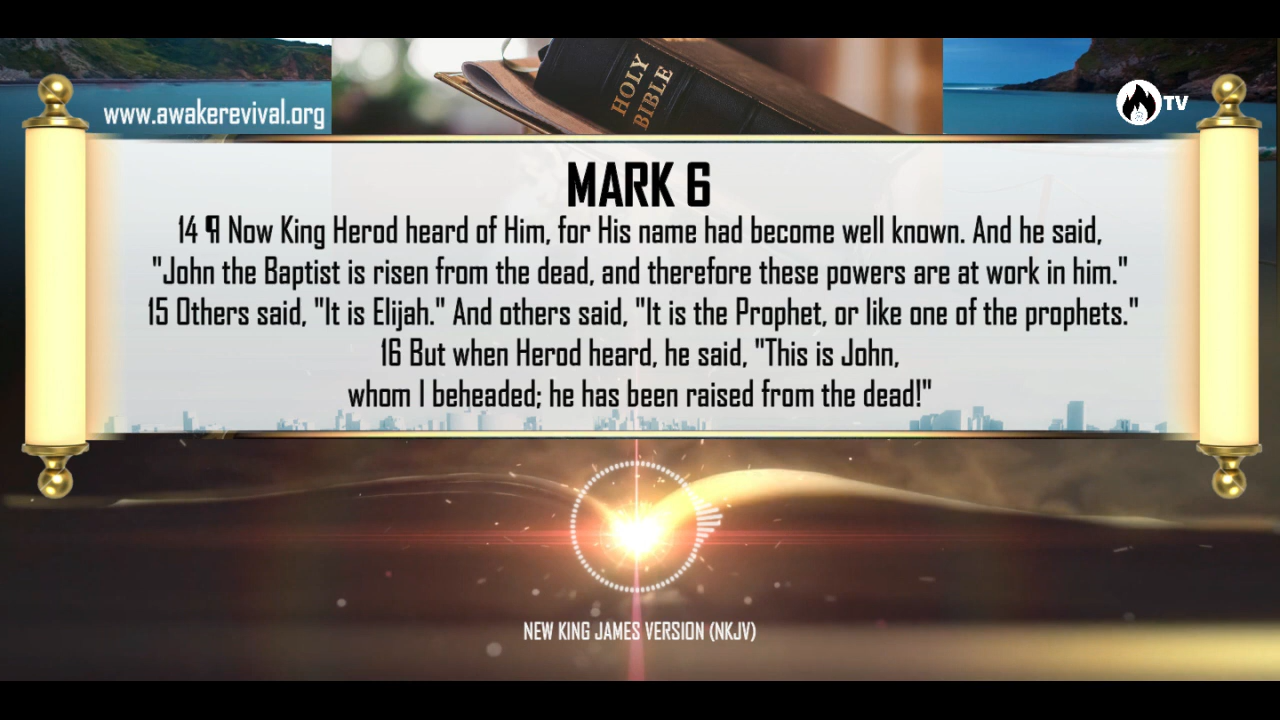 HOLY
BIBLE
www.awakerevival.org
TV
MARK 6
14 ¶ Now King Herod heard of Him, for His name had become well known. And he said,
"John the Baptist is risen from the dead, and therefore these powers are at work in him."
15 Others said, "It is Elijah." And others said, "It is the Prophet, or like one of the prophets."
16 But when Herod heard, he said, "This is John,
whom I beheaded; he has been raised from the dead!"
NEW KING JAMES VERSION (NKJV)